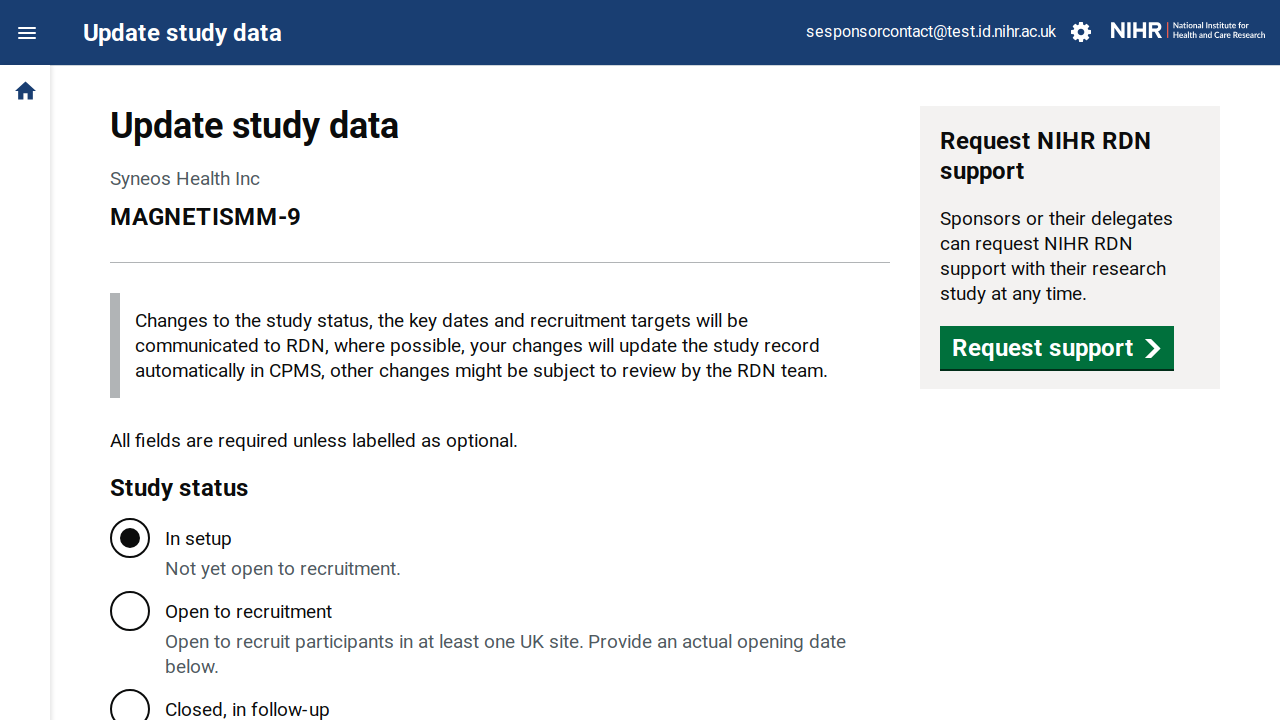 Update study data
sesponsorcontact@test.id.nihr.ac.uk
NIHR | National Institute for
Health and Care Research
Update study data
Syneos Health Inc
MAGNETISMM-9
Changes to the study status, the key dates and recruitment targets will be
communicated to RDN, where possible, your changes will update the study record
automatically in CPMS, other changes might be subject to review by the RDN team.
All fields are required unless labelled as optional.
Study status
In setup
Not yet open to recruitment.
Open to recruitment
Open to recruit participants in at least one UK site. Provide an actual opening date
below.
Closed, in follow-up
Request NIHR RDN
support
Sponsors or their delegates
can request NIHR RDN
support with their research
study at any time.
Request support